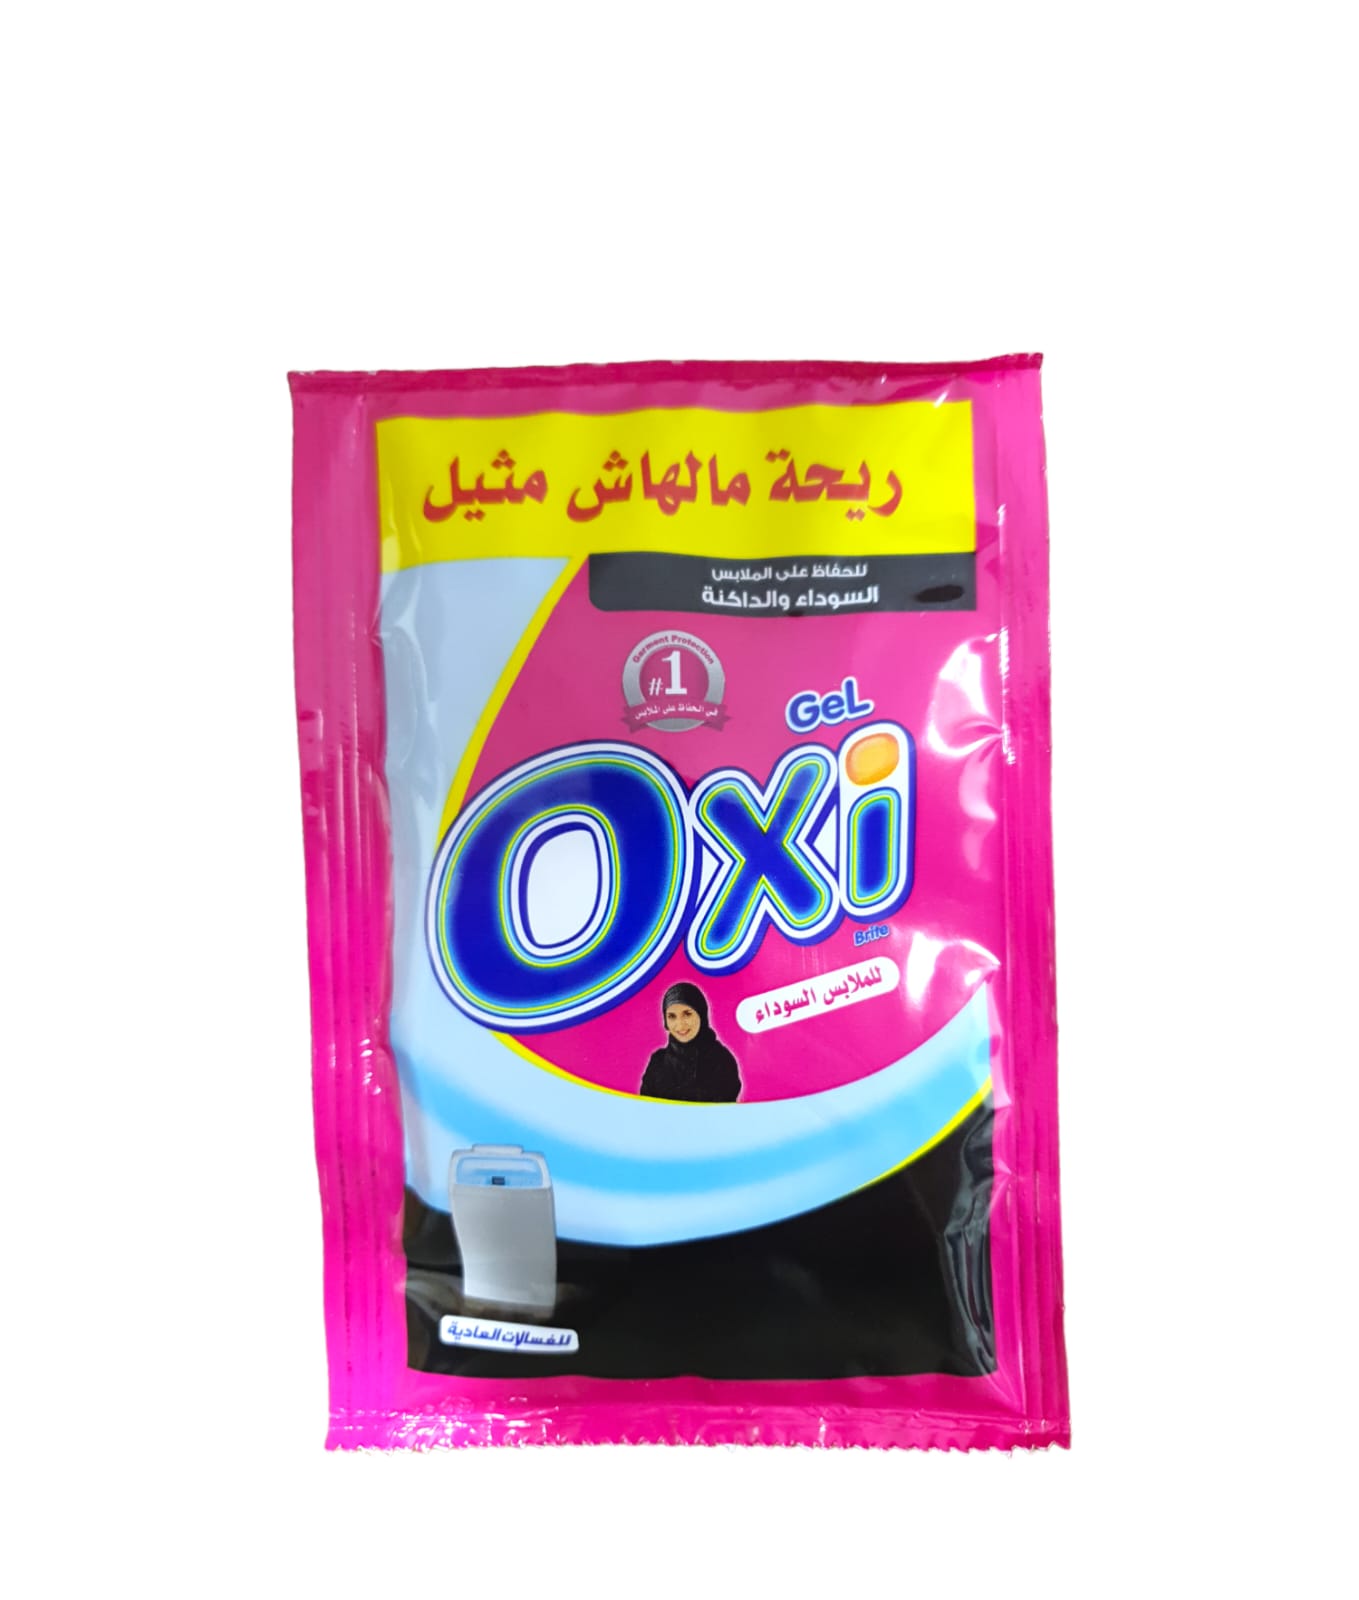 ريحة مالهاش مثيل
للحفاظ على الملابس
السوداء والداكنة
Garment Protection
#1
في الحفاظ على الملابس
GeL
Oxi
Brite
للملابس السوداء
للغسالات العادية